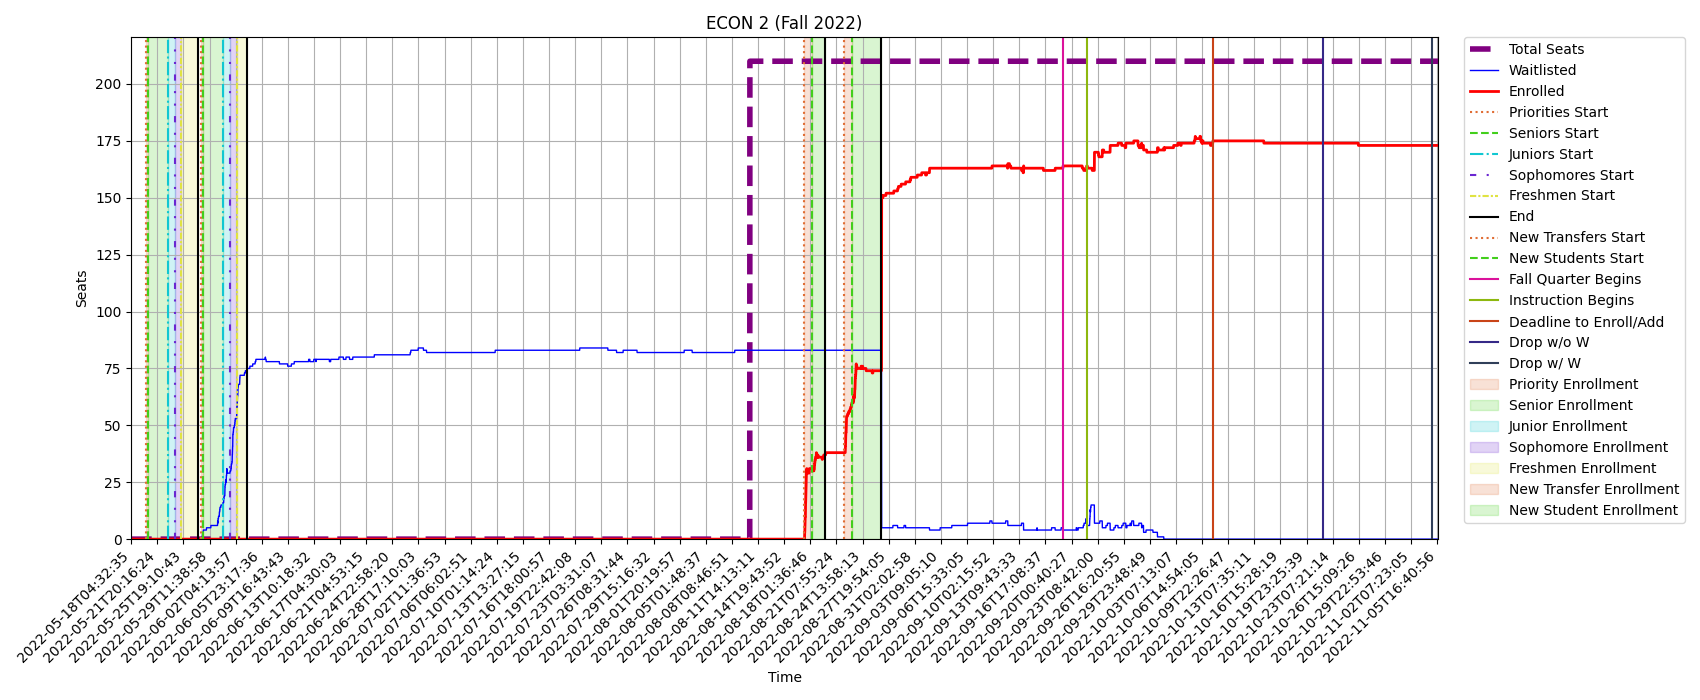 ECON 2 (Fall 2022)
Seats
200
175
150
125
100
75
50
25
0
2022-05-18T04:32:35
2022-05-21T20:16:24
2022-05-25T19:10:43
2022-05-29T11:38:58
2022-06-02T04:13:57
2022-06-05T23:17:36
2022-06-09T16:43:43
2022-06-13T10:18:32
2022-06-17T04:30:03
2022-06-21T04:53:15
2022-06-24T22:58:20
2022-06-28T17:10:03
2022-07-02T11:36:53
2022-07-06T06:02:51
2022-07-10T01:14:24
2022-07-13T13:27:15
2022-07-16T18:00:57
2022-07-19T22:42:08
2022-07-23T03:31:07
2022-07-26T08:31:44
2022-07-29T15:16:32
2022-08-01T20:19:57
2022-08-05T01:48:37
2022-08-08T08:46:51
2022-08-11T14:13:11
2022-08-14T19:43:52
2022-08-18T01:36:46
2022-08-21T07:55:24
2022-08-24T13:58:13
2022-08-27T19:54:05
2022-08-31T02:02:58
2022-09-03T09:05:10
2022-09-06T15:33:05
2022-09-10T02:15:52
2022-09-13T09:43:33
2022-09-16T17:08:37
2022-09-20T00:40:27
2022-09-23T08:42:00
2022-09-26T16:20:55
2022-09-29T23:48:49
2022-10-03T07:13:07
2022-10-06T14:54:05
2022-10-09T22:26:47
2022-10-13T07:35:11
2022-10-16T15:28:19
2022-10-19T23:25:39
2022-10-23T07:21:14
2022-10-26T15:09:26
2022-10-29T22:53:46
2022-11-02T07:23:05
2022-11-05T16:40:56
Time
Total Seats
Waitlisted
Enrolled
Priorities Start
Seniors Start
Juniors Start
Sophomores Start
Freshmen Start
End
New Transfers Start
New Students Start
Fall Quarter Begins
Instruction Begins
Deadline to Enroll/Add
Drop w/o W
Drop w/ W
Priority Enrollment
Senior Enrollment
Junior Enrollment
Sophomore Enrollment
Freshmen Enrollment
New Transfer Enrollment
New Student Enrollment